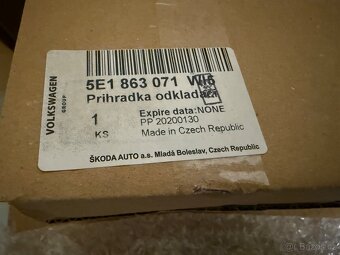 VOLKSWAGEN
GROUP
5E1 863 071 WI6
Prihradka odkladaci
1
KS
Expire data:NONE
PP 20200130
Made in Czech Republic
ŠKODA AUTO a.s. Mladá Boleslav, Czech Republic